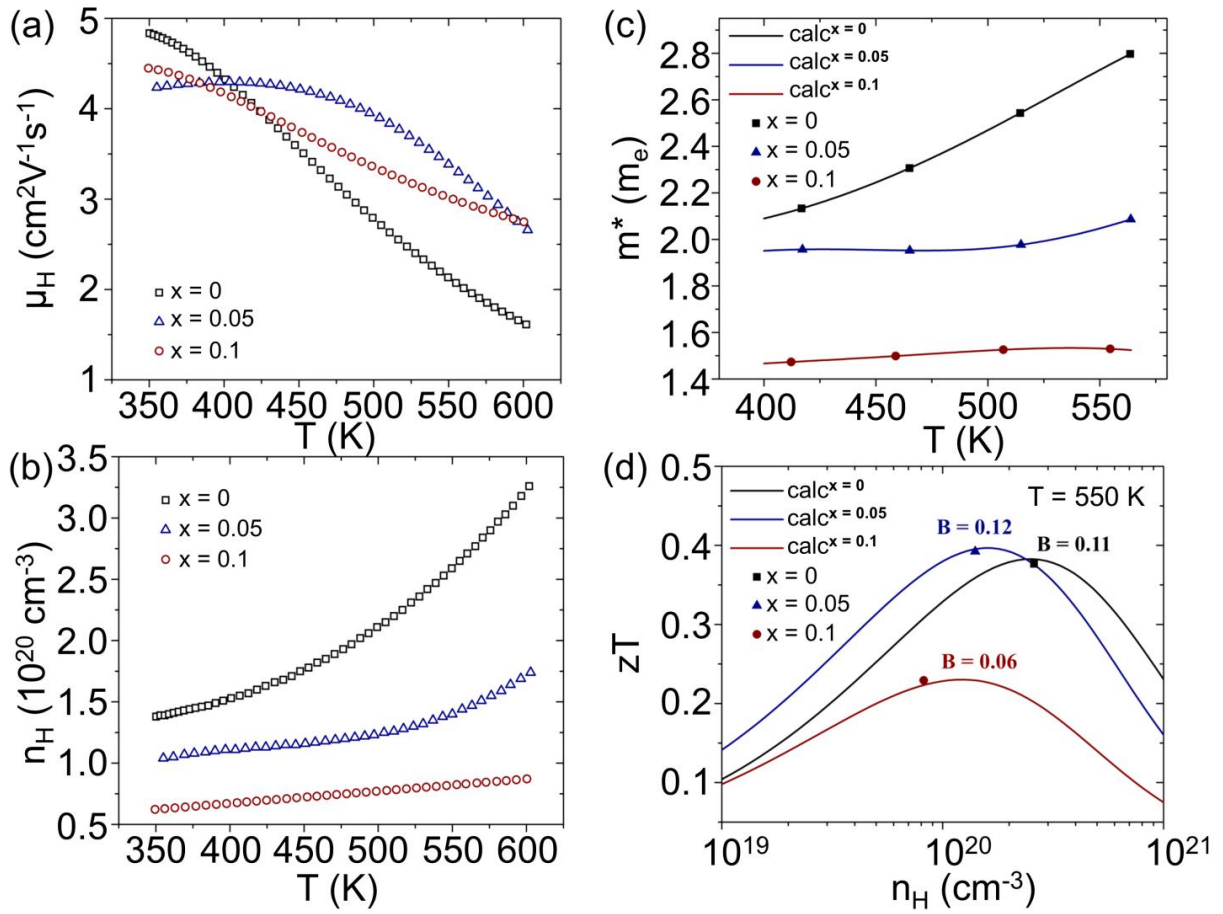 (a)
5
4
3
2
1
μH (cm²V⁻¹s⁻¹)
x = 0
x = 0.05
x = 0.1
350 400 450 500 550 600
T (K)
(b)
3.5
3.0
2.5
2.0
1.5
1.0
0.5
nH (10²⁰ cm⁻³)
x = 0
x = 0.05
x = 0.1
350 400 450 500 550 600
T (K)
(c)
calcˣ ⁼ ⁰
calcˣ ⁼ ⁰·⁰⁵
calcˣ ⁼ ⁰·¹
x = 0
x = 0.05
x = 0.1
2.8
2.6
2.4
2.2
2.0
1.8
1.6
1.4
m* (mₑ)
400 450 500 550
T (K)
(d)
calcˣ ⁼ ⁰
calcˣ ⁼ ⁰·⁰⁵
calcˣ ⁼ ⁰·¹
x = 0
x = 0.05
x = 0.1
T = 550 K
B = 0.12
B = 0.11
B = 0.06
0.5
0.4
0.3
0.2
0.1
zT
10¹⁹ 10²⁰ 10²¹
nH (cm⁻³)